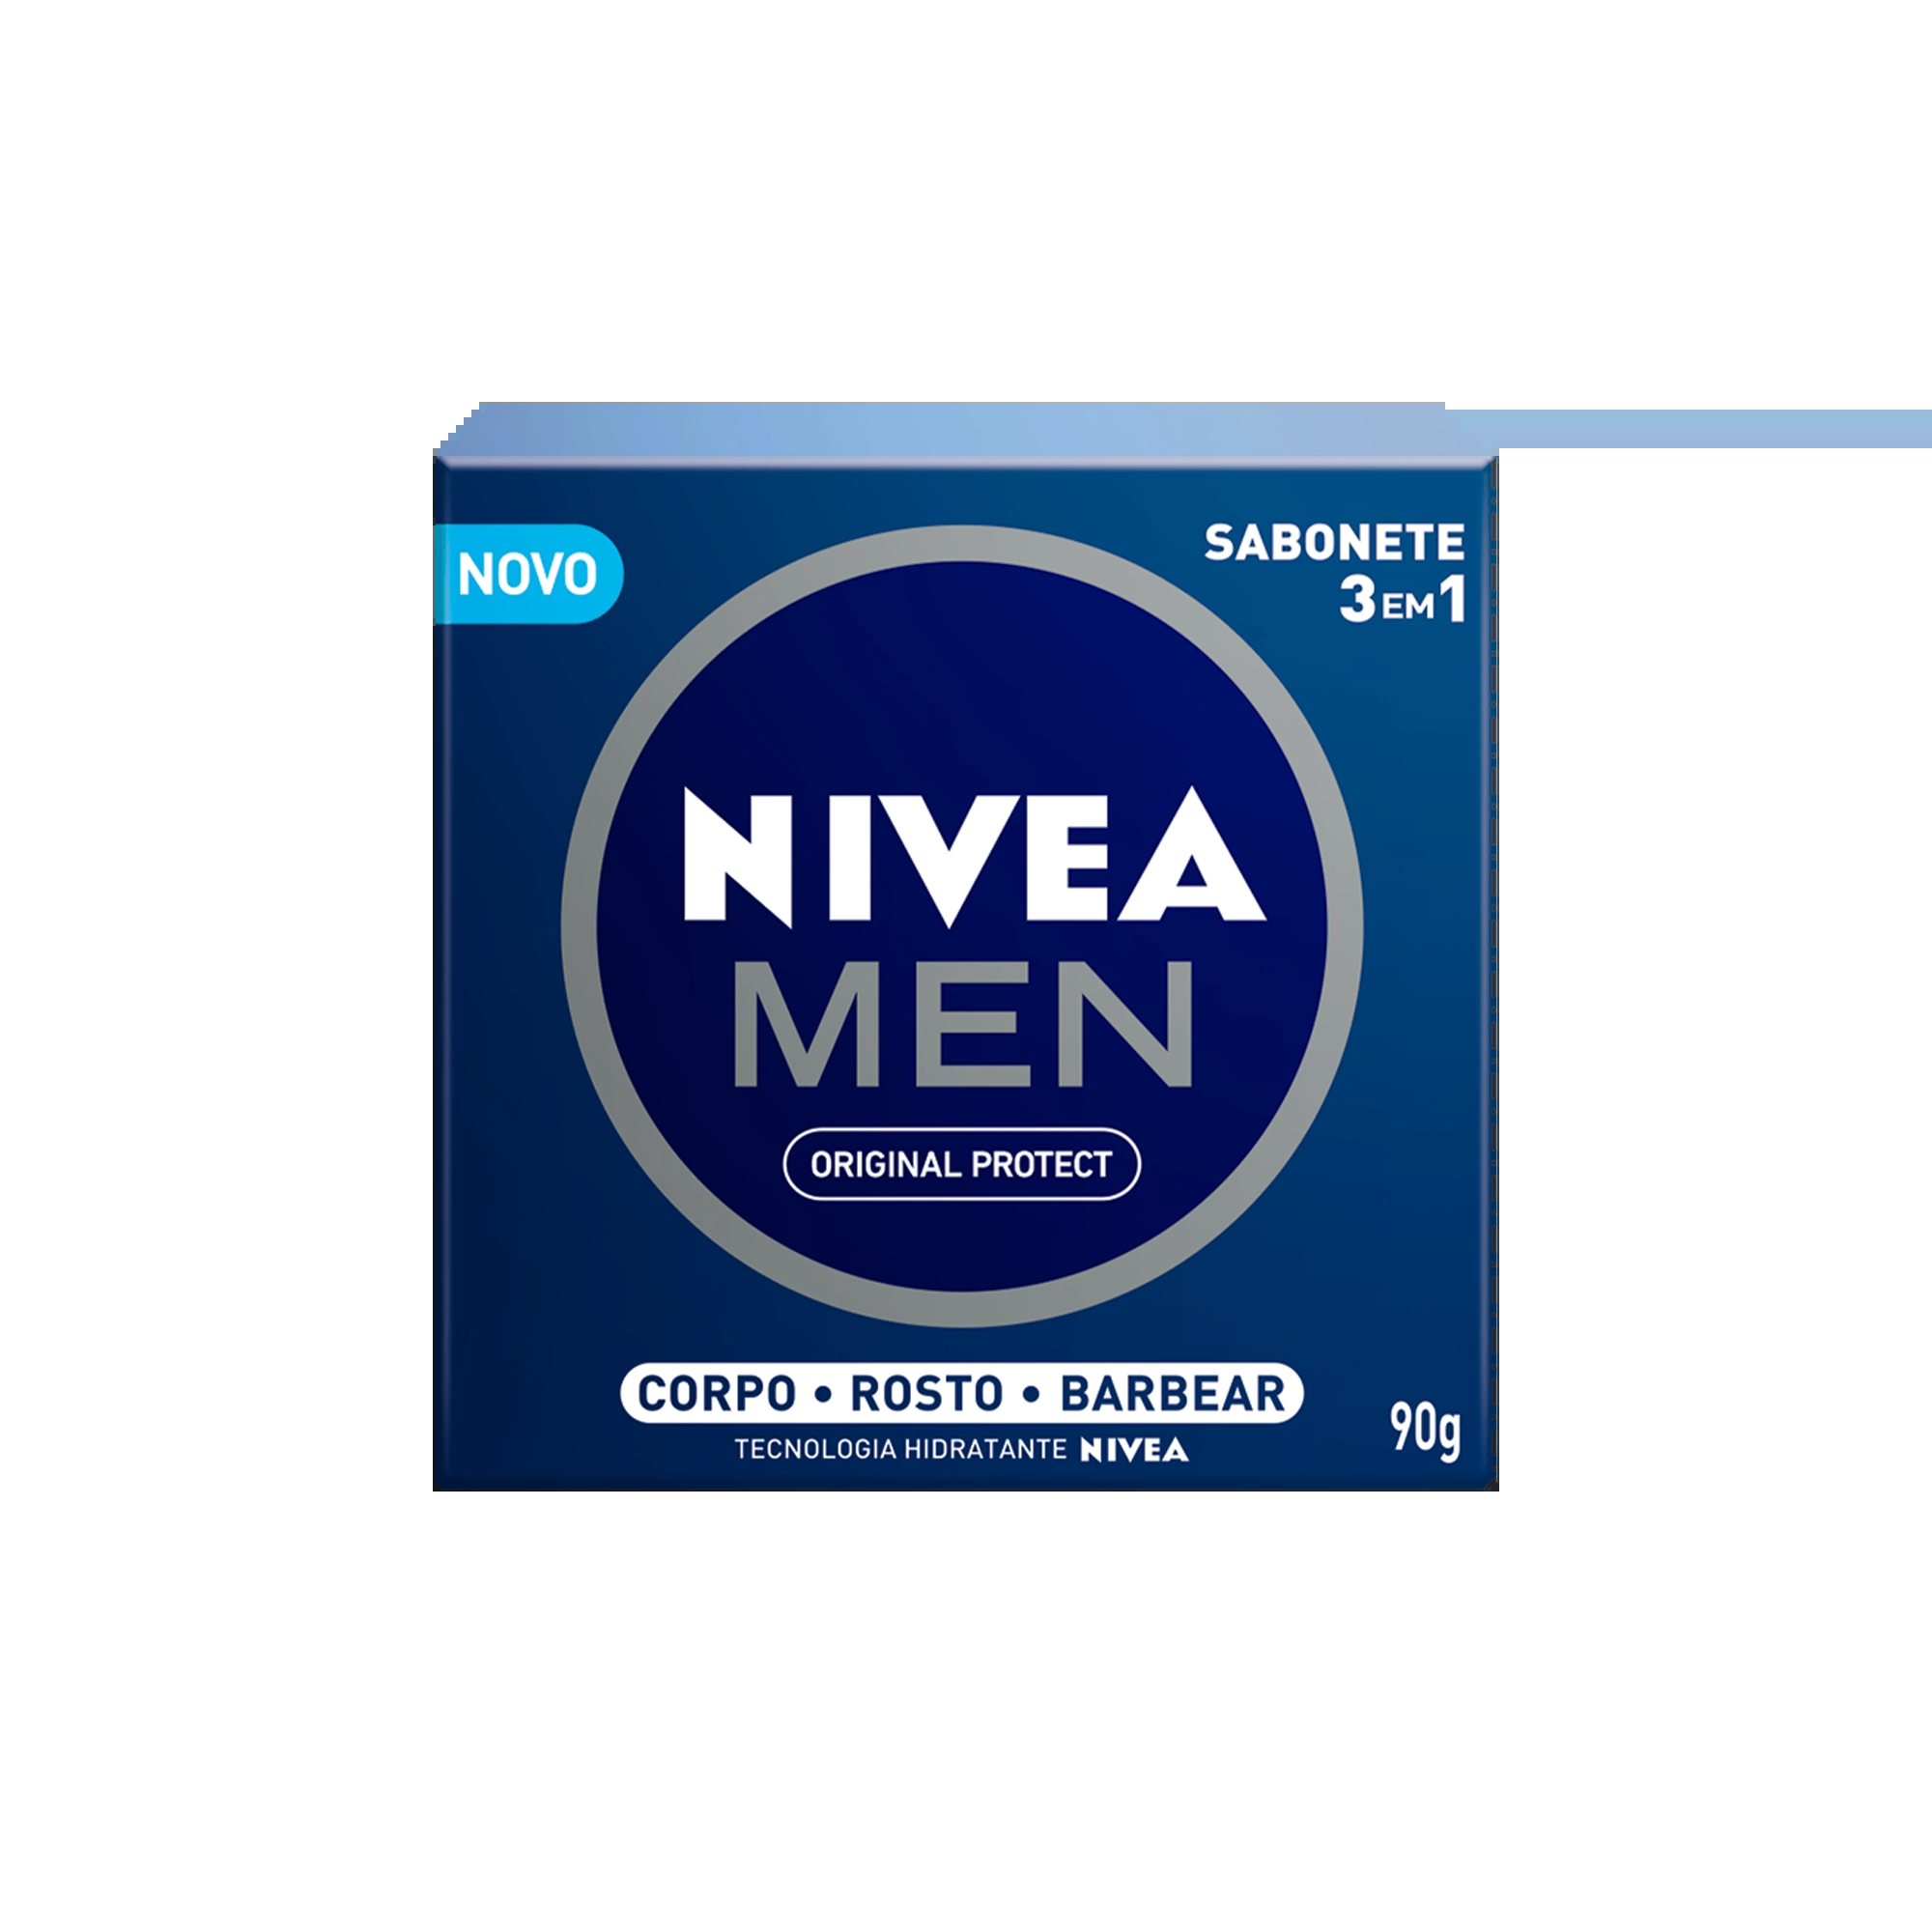 NOVO
SABONETE
3 EM 1
NIVEA
MEN
ORIGINAL PROTECT
CORPO • ROSTO • BARBEAR
TECNOLOGIA HIDRATANTE NIVEA
90g